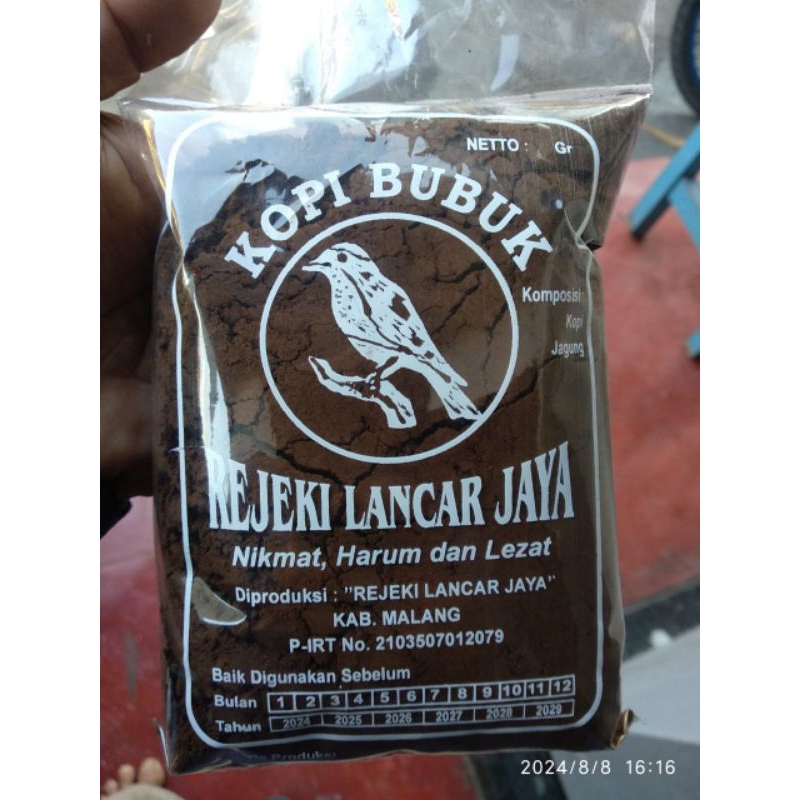 NETTO : Gr
KOPI BUBUK
Komposisi :
Kopi
Jagung
REJEKI LANCAR JAYA
Nikmat, Harum dan Lezat
Diproduksi : "REJEKI LANCAR JAYA"
KAB. MALANG
P-IRT No. 2103507012079
Baik Digunakan Sebelum
Bulan 1 2 3 4 5 6 7 8 9 10 11 12
Tahun 2024 2025 2026 2027 2028 2029
Produksi
2024/8/8 16:16